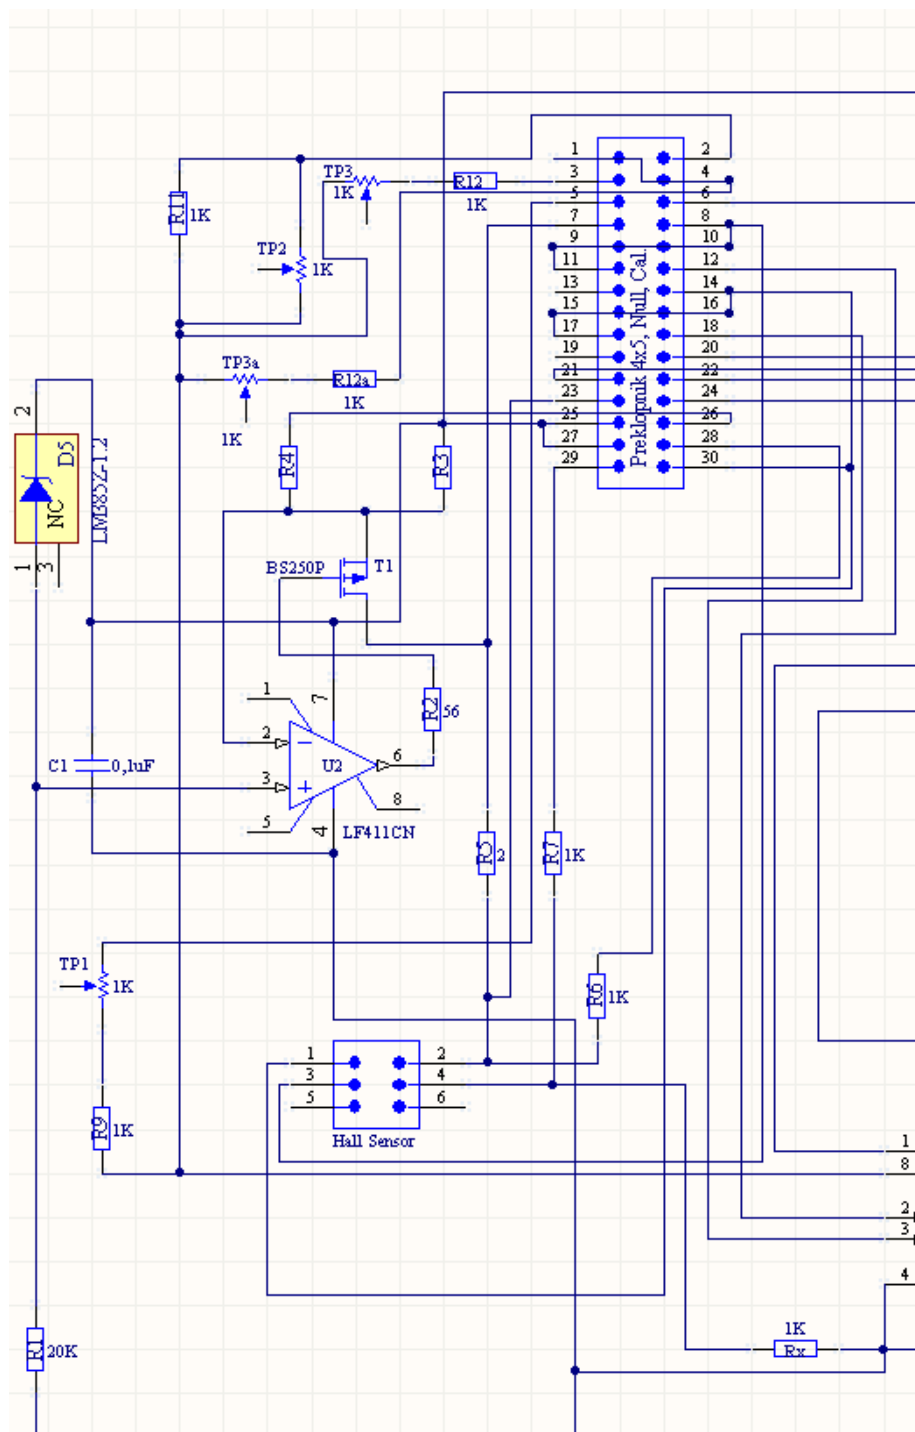 1 2
3 4
5 6
7 8
9 10
11 12
13 14
15 16
17 18
19 20
21 22
23 24
25 26
27 28
29 30
Preklopnik 4x5, Null, Cal.
TP3
1K
R12
1K
R11
1K
TP2
1K
TP3a
1K
R12a
1K
2
D5
NC
LM385Z-1.2
1
3
R4
R3
BS250P
T1
R2
56
1
7
2
U2
6
3
8
5
4
LF411CN
C1
0,1uF
R5
2
R7
1K
TP1
1K
R6
1K
R9
1K
1 2
3 4
5 6
Hall Sensor
1
8
2
3
4
1K
Rx
R1
20K